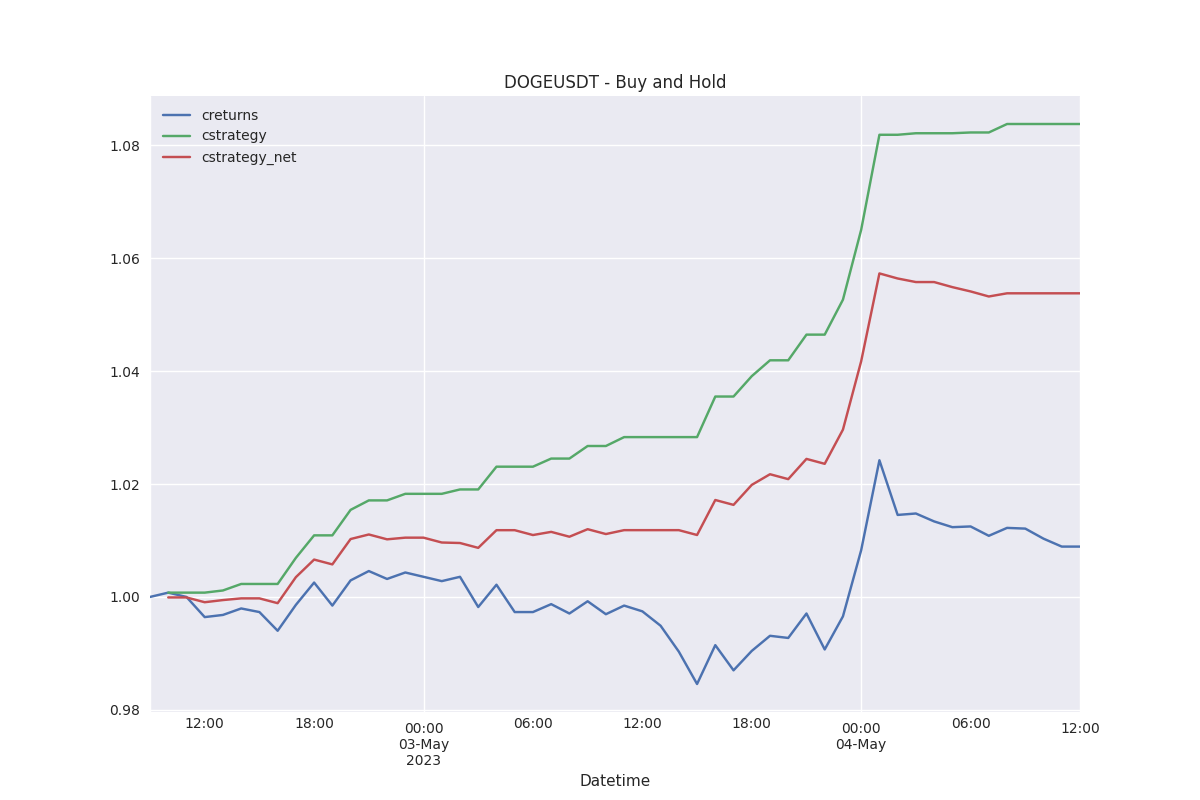 DOGEUSDT - Buy and Hold
creturns
cstrategy
cstrategy_net
1.08
1.06
1.04
1.02
1.00
0.98
12:00 18:00 00:00 06:00 12:00 18:00 00:00 06:00 12:00
03-May 04-May
2023
Datetime